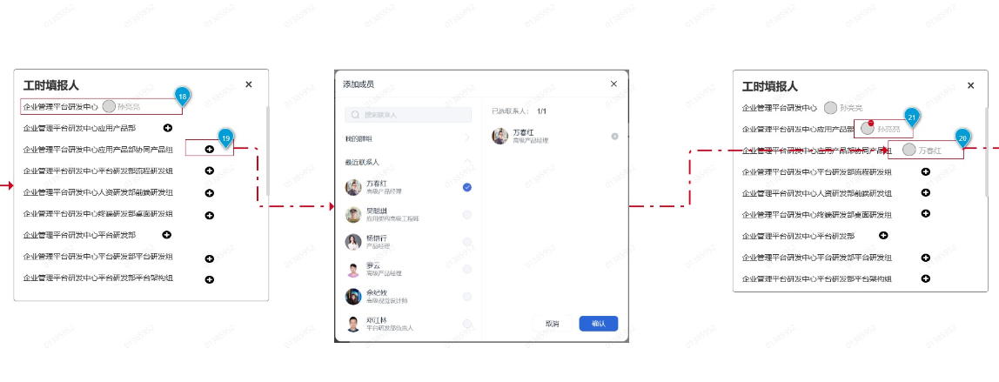 工时填报人
18
企业管理平台研发中心 孙亮亮
企业管理平台研发中心应用产品部
19
企业管理平台研发中心应用产品部协同产品组
企业管理平台研发中心平台研发部流程研发组
企业管理平台研发中心人资研发部前端研发组
企业管理平台研发中心终端研发部桌面研发组
企业管理平台研发中心平台研发部
企业管理平台研发中心平台研发部平台研发组
企业管理平台研发中心平台研发部平台架构组
添加成员
搜索联系人
我的群组
最近联系人
万春红
高级产品经理
吴聪蛆
应用架构高级工程师
杨恺行
产品经理
罗云
高级产品经理
余纪攸
高级视觉设计师
邓江林
平台研发部负责人
已选联系人： 1/1
万春红
高级产品经理
取消
确认
工时填报人
企业管理平台研发中心 孙亮亮
21
企业管理平台研发中心应用产品部 孙亮亮
20
企业管理平台研发中心应用产品部协同产品组 万春红
企业管理平台研发中心平台研发部流程研发组
企业管理平台研发中心人资研发部前端研发组
企业管理平台研发中心终端研发部桌面研发组
企业管理平台研发中心平台研发部
企业管理平台研发中心平台研发部平台研发组
企业管理平台研发中心平台研发部平台架构组
01385952